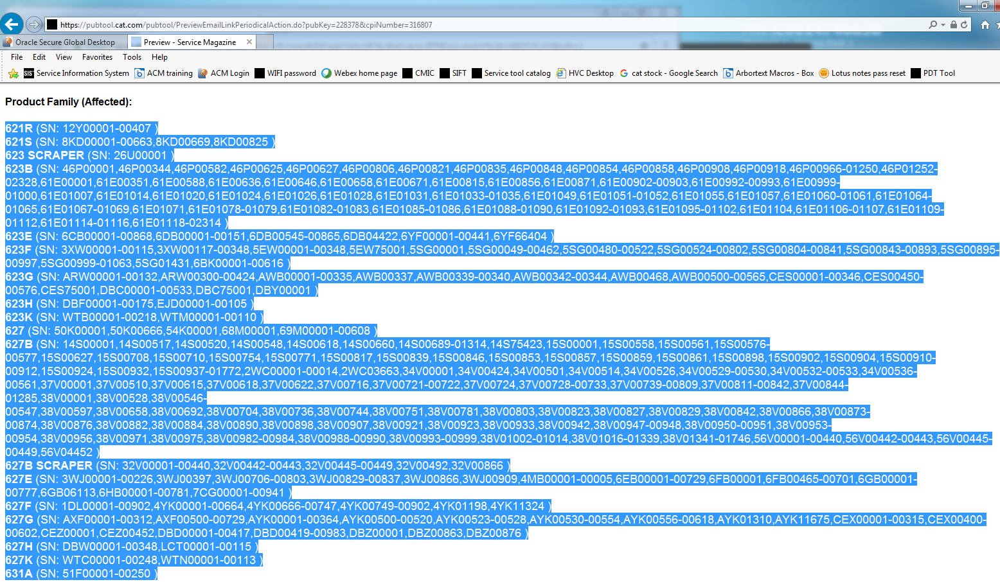 https://pubtool.cat.com/pubtool/PreviewEmailLinkPeriodicalAction.do?pubKey=228378&cpiNumber=316807
Oracle Secure Global Desktop
Preview - Service Magazine
File Edit View Favorites Tools Help
SIS Service Information System ACM training ACM Login WIFI password Webex home page CMIC SIFT Service tool catalog HVC Desktop cat stock - Google Search Arbortext Macros - Box Lotus notes pass reset PDT Tool
Product Family (Affected):
621R (SN: 12Y00001-00407 )
621S (SN: 8KD00001-00663,8KD00669,8KD00825 )
623 SCRAPER (SN: 26U00001 )
623B (SN: 46P00001,46P00344,46P00582,46P00625,46P00627,46P00806,46P00821,46P00835,46P00848,46P00854,46P00858,46P00908,46P00918,46P00966-01250,46P01252-
02328,61E00001,61E00351,61E00588,61E00636,61E00646,61E00658,61E00671,61E00815,61E00856,61E00871,61E00902-00903,61E00992-00993,61E00999-
01000,61E01007,61E01014,61E01020,61E01024,61E01026,61E01028,61E01031,61E01033-01035,61E01049,61E01051-01052,61E01055,61E01057,61E01060-01061,61E01064-
01065,61E01067-01069,61E01071,61E01078-01079,61E01082-01083,61E01085-01086,61E01088-01090,61E01092-01093,61E01095-01102,61E01104,61E01106-01107,61E01109-
01112,61E01114-01116,61E01118-02314 )
623E (SN: 6CB00001-00868,6DB00001-00151,6DB00545-00865,6DB04422,6YF00001-00441,6YF66404 )
623F (SN: 3XW00001-00115,3XW00117-00348,5EW00001-00348,5EW75001,5SG00001,5SG00049-00462,5SG00480-00522,5SG00524-00802,5SG00804-00841,5SG00843-00893,5SG00895-
00997,5SG00999-01063,5SG01431,6BK00001-00616 )
623G (SN: ARW00001-00132,ARW00300-00424,AWB00001-00335,AWB00337,AWB00339-00340,AWB00342-00344,AWB00468,AWB00500-00565,CES00001-00346,CES00450-
00576,CES75001,DBC00001-00533,DBC75001,DBY00001 )
623H (SN: DBF00001-00175,EJD00001-00105 )
623K (SN: WTB00001-00218,WTM00001-00110 )
627 (SN: 50K00001,50K00666,54K00001,68M00001,69M00001-00608 )
627B (SN: 14S00001,14S00517,14S00520,14S00548,14S00618,14S00660,14S00689-01314,14S75423,15S00001,15S00558,15S00561,15S00576-
00577,15S00627,15S00708,15S00710,15S00754,15S00771,15S00817,15S00839,15S00846,15S00853,15S00857,15S00859,15S00861,15S00898,15S00902,15S00904,15S00910-
00912,15S00924,15S00932,15S00937-01772,2WC00001-00014,2WC03663,34V00001,34V00424,34V00501,34V00514,34V00526,34V00529-00530,34V00532-00533,34V00536-
00561,37V00001,37V00510,37V00615,37V00618,37V00622,37V00716,37V00721-00722,37V00724,37V00728-00733,37V00739-00809,37V00811-00842,37V00844-
01285,38V00001,38V00528,38V00546-
00547,38V00597,38V00658,38V00692,38V00704,38V00736,38V00744,38V00751,38V00781,38V00803,38V00823,38V00827,38V00829,38V00842,38V00866,38V00873-
00874,38V00876,38V00882,38V00884,38V00890,38V00898,38V00907,38V00921,38V00923,38V00933,38V00942,38V00947-00948,38V00950-00951,38V00953-
00954,38V00956,38V00971,38V00975,38V00982-00984,38V00988-00990,38V00993-00999,38V01002-01014,38V01016-01339,38V01341-01746,56V00001-00440,56V00442-00443,56V00445-
00449,56V04452 )
627B SCRAPER (SN: 32V00001-00440,32V00442-00443,32V00445-00449,32V00492,32V00866 )
627E (SN: 3WJ00001-00226,3WJ00397,3WJ00706-00803,3WJ00829-00837,3WJ00866,3WJ00909,4MB00001-00005,6EB00001-00729,6FB00001,6FB00465-00701,6GB00001-
00777,6GB06113,6HB00001-00781,7CG00001-00941 )
627F (SN: 1DL00001-00902,4YK00001-00664,4YK00666-00747,4YK00749-00902,4YK01198,4YK11324 )
627G (SN: AXF00001-00312,AXF00500-00729,AYK00001-00364,AYK00500-00520,AYK00523-00528,AYK00530-00554,AYK00556-00618,AYK01310,AYK11675,CEX00001-00315,CEX00400-
00602,CEZ00001,CEZ00452,DBD00001-00417,DBD00419-00983,DBZ00001,DBZ00863,DBZ00876 )
627H (SN: DBW00001-00348,LCT00001-00115 )
627K (SN: WTC00001-00248,WTN00001-00113 )
631A (SN: 51F00001-00250 )